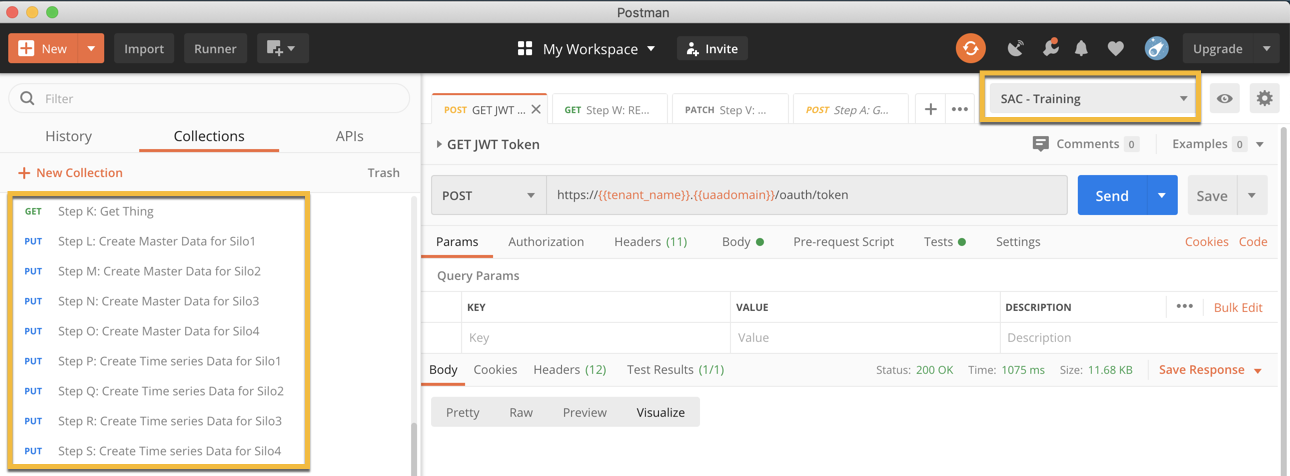 Postman
New
Import
Runner
My Workspace
Invite
Upgrade
Filter
History
Collections
APIs
New Collection
Trash
GET Step K: Get Thing
PUT Step L: Create Master Data for Silo1
PUT Step M: Create Master Data for Silo2
PUT Step N: Create Master Data for Silo3
PUT Step O: Create Master Data for Silo4
PUT Step P: Create Time series Data for Silo1
PUT Step Q: Create Time series Data for Silo2
PUT Step R: Create Time series Data for Silo3
PUT Step S: Create Time series Data for Silo4
POST GET JWT ...
GET Step W: RE...
PATCH Step V: ...
POST Step A: G...
SAC - Training
GET JWT Token
Comments 0
Examples 0
POST
https://{{tenant_name}}.{{uaadomain}}/oauth/token
Send
Save
Params
Authorization
Headers (11)
Body
Pre-request Script
Tests
Settings
Cookies
Code
Query Params
KEY
VALUE
DESCRIPTION
Bulk Edit
Key
Value
Description
Body
Cookies
Headers (12)
Test Results (1/1)
Status: 200 OK
Time: 1075 ms
Size: 11.68 KB
Save Response
Pretty
Raw
Preview
Visualize